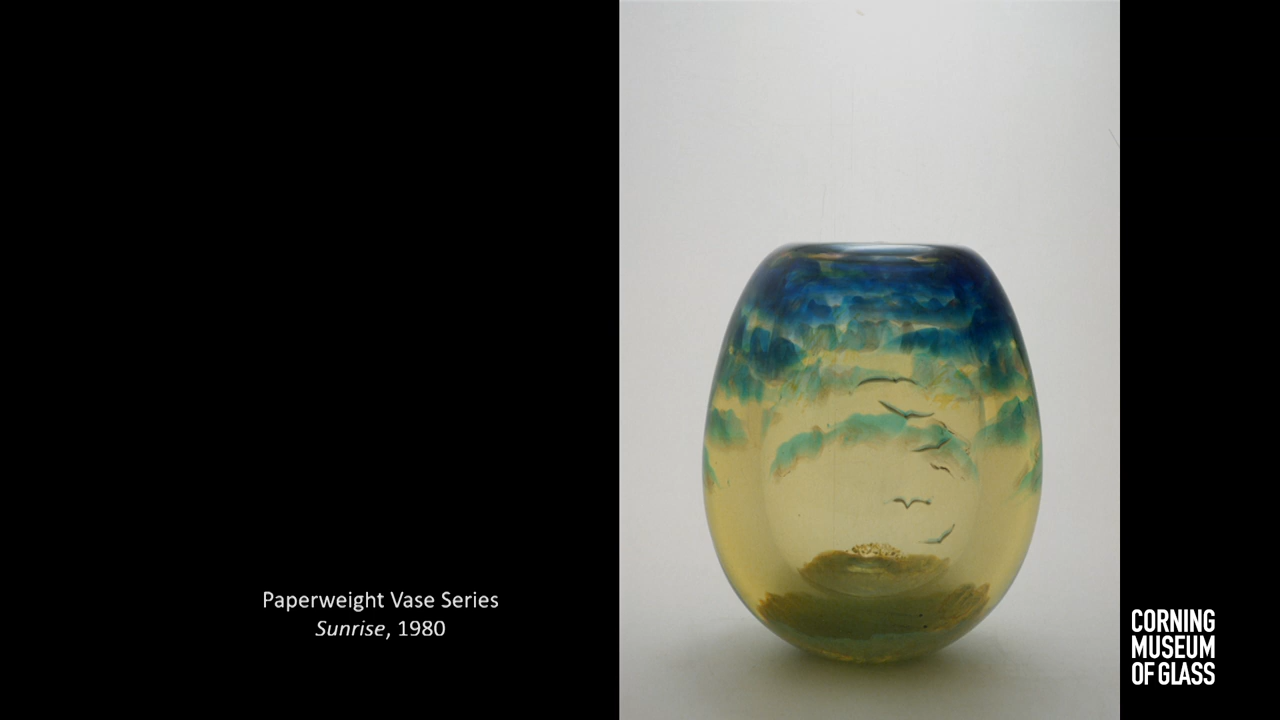 Paperweight Vase Series
Sunrise, 1980
CORNING
MUSEUM
OF GLASS